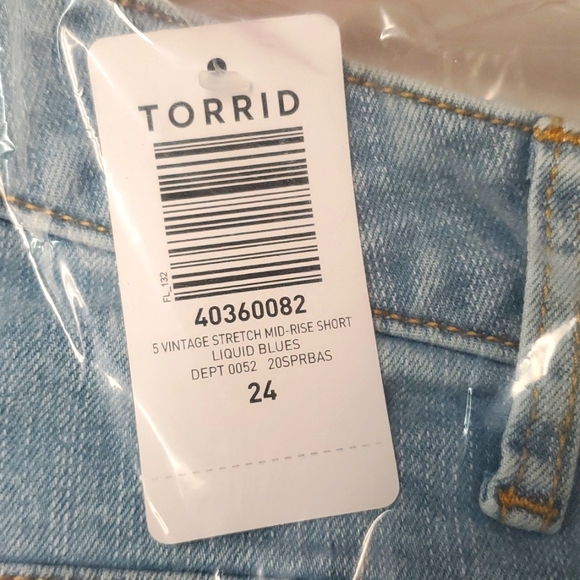 TORRID
FL_132
40360082
5 VINTAGE STRETCH MID-RISE SHORT
LIQUID BLUES
DEPT 0052 20SPRBAS
24